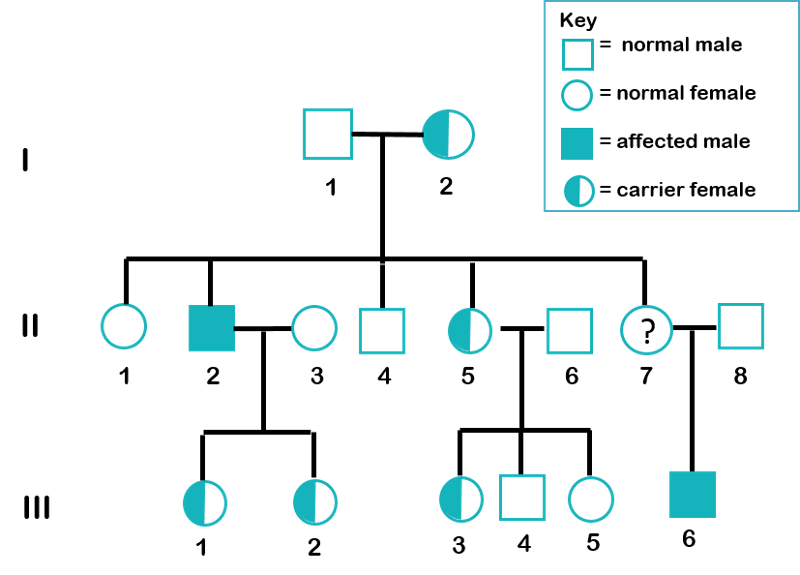 Key
= normal male
= normal female
= affected male
= carrier female
I
1 2
II
?
1 2 3 4 5 6 7 8
III
1 2 3 4 5 6